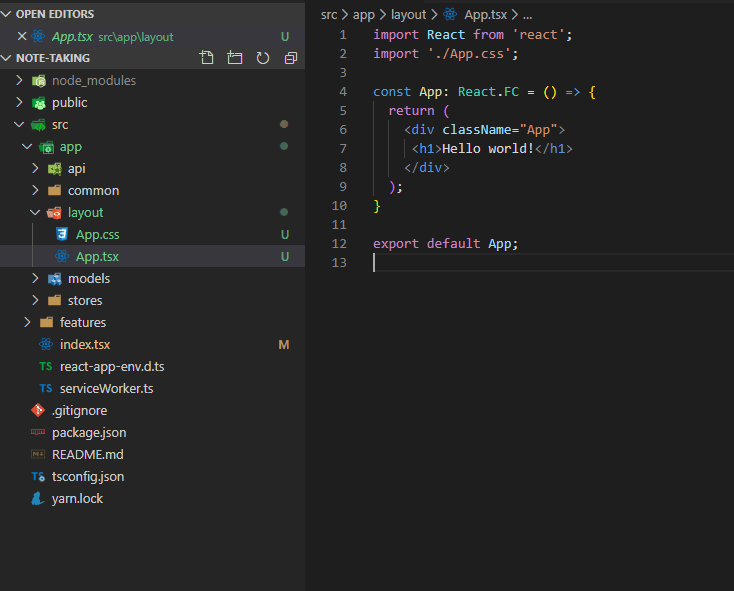 OPEN EDITORS
App.tsx src\app\layout U
NOTE-TAKING
node_modules
public
src
app
api
common
layout
App.css U
App.tsx U
models
stores
features
index.tsx M
TS react-app-env.d.ts
TS serviceWorker.ts
.gitignore
package.json
README.md
TS tsconfig.json
yarn.lock
src > app > layout > App.tsx > ...
1 import React from 'react';
2 import './App.css';
3
4 const App: React.FC = () => {
5 return (
6 <div className="App">
7 <h1>Hello world!</h1>
8 </div>
9 );
10 }
11
12 export default App;
13